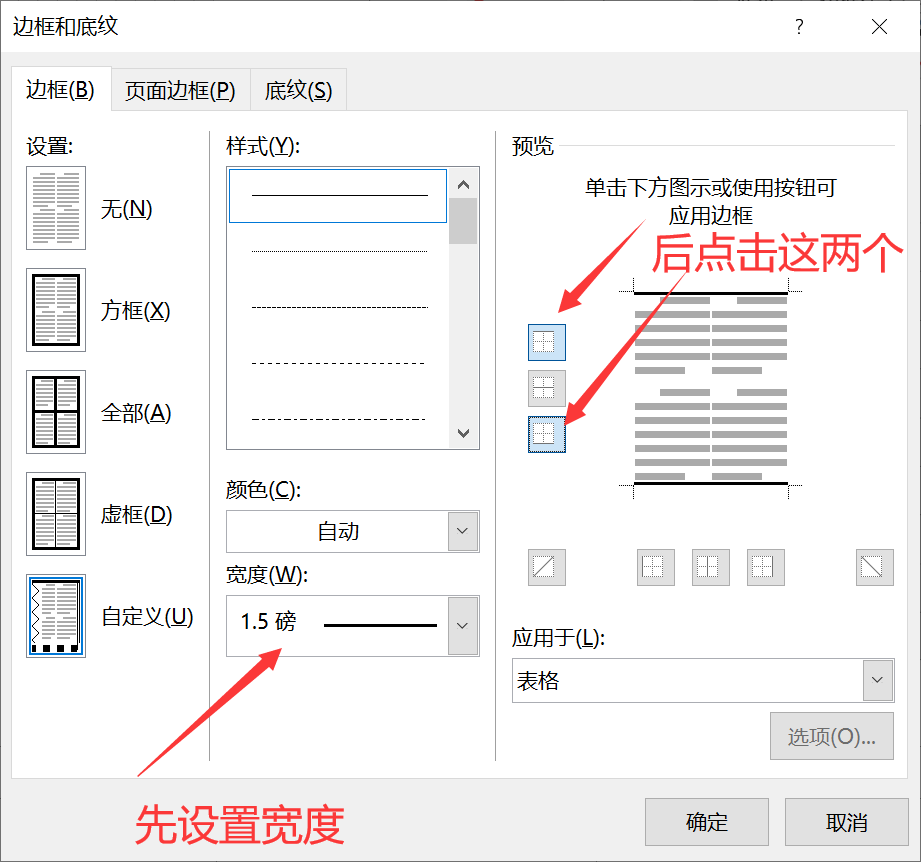 边框和底纹
?
边框(B)
页面边框(P)
底纹(S)
设置:
无(N)
方框(X)
全部(A)
虚框(D)
自定义(U)
样式(Y):
颜色(C):
自动
宽度(W):
1.5 磅
先设置宽度
预览
单击下方图示或使用按钮可
应用边框
后点击这两个
应用于(L):
表格
选项(O)...
确定
取消